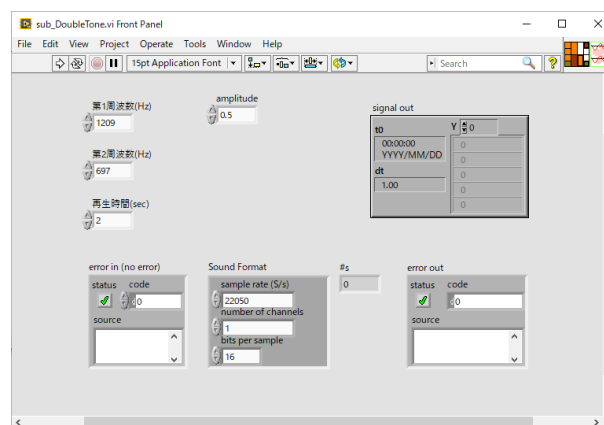 sub_DoubleTone.vi Front Panel
File Edit View Project Operate Tools Window Help
15pt Application Font
Search
第1周波数(Hz)
1209
amplitude
0.5
第2周波数(Hz)
697
再生時間(sec)
2
signal out
t0
00:00:00
YYYY/MM/DD
dt
1.00
Y
0
0
0
0
0
0
error in (no error)
status code
0
source
Sound Format
sample rate (S/s)
22050
number of channels
1
bits per sample
16
#s
0
error out
status code
0
source